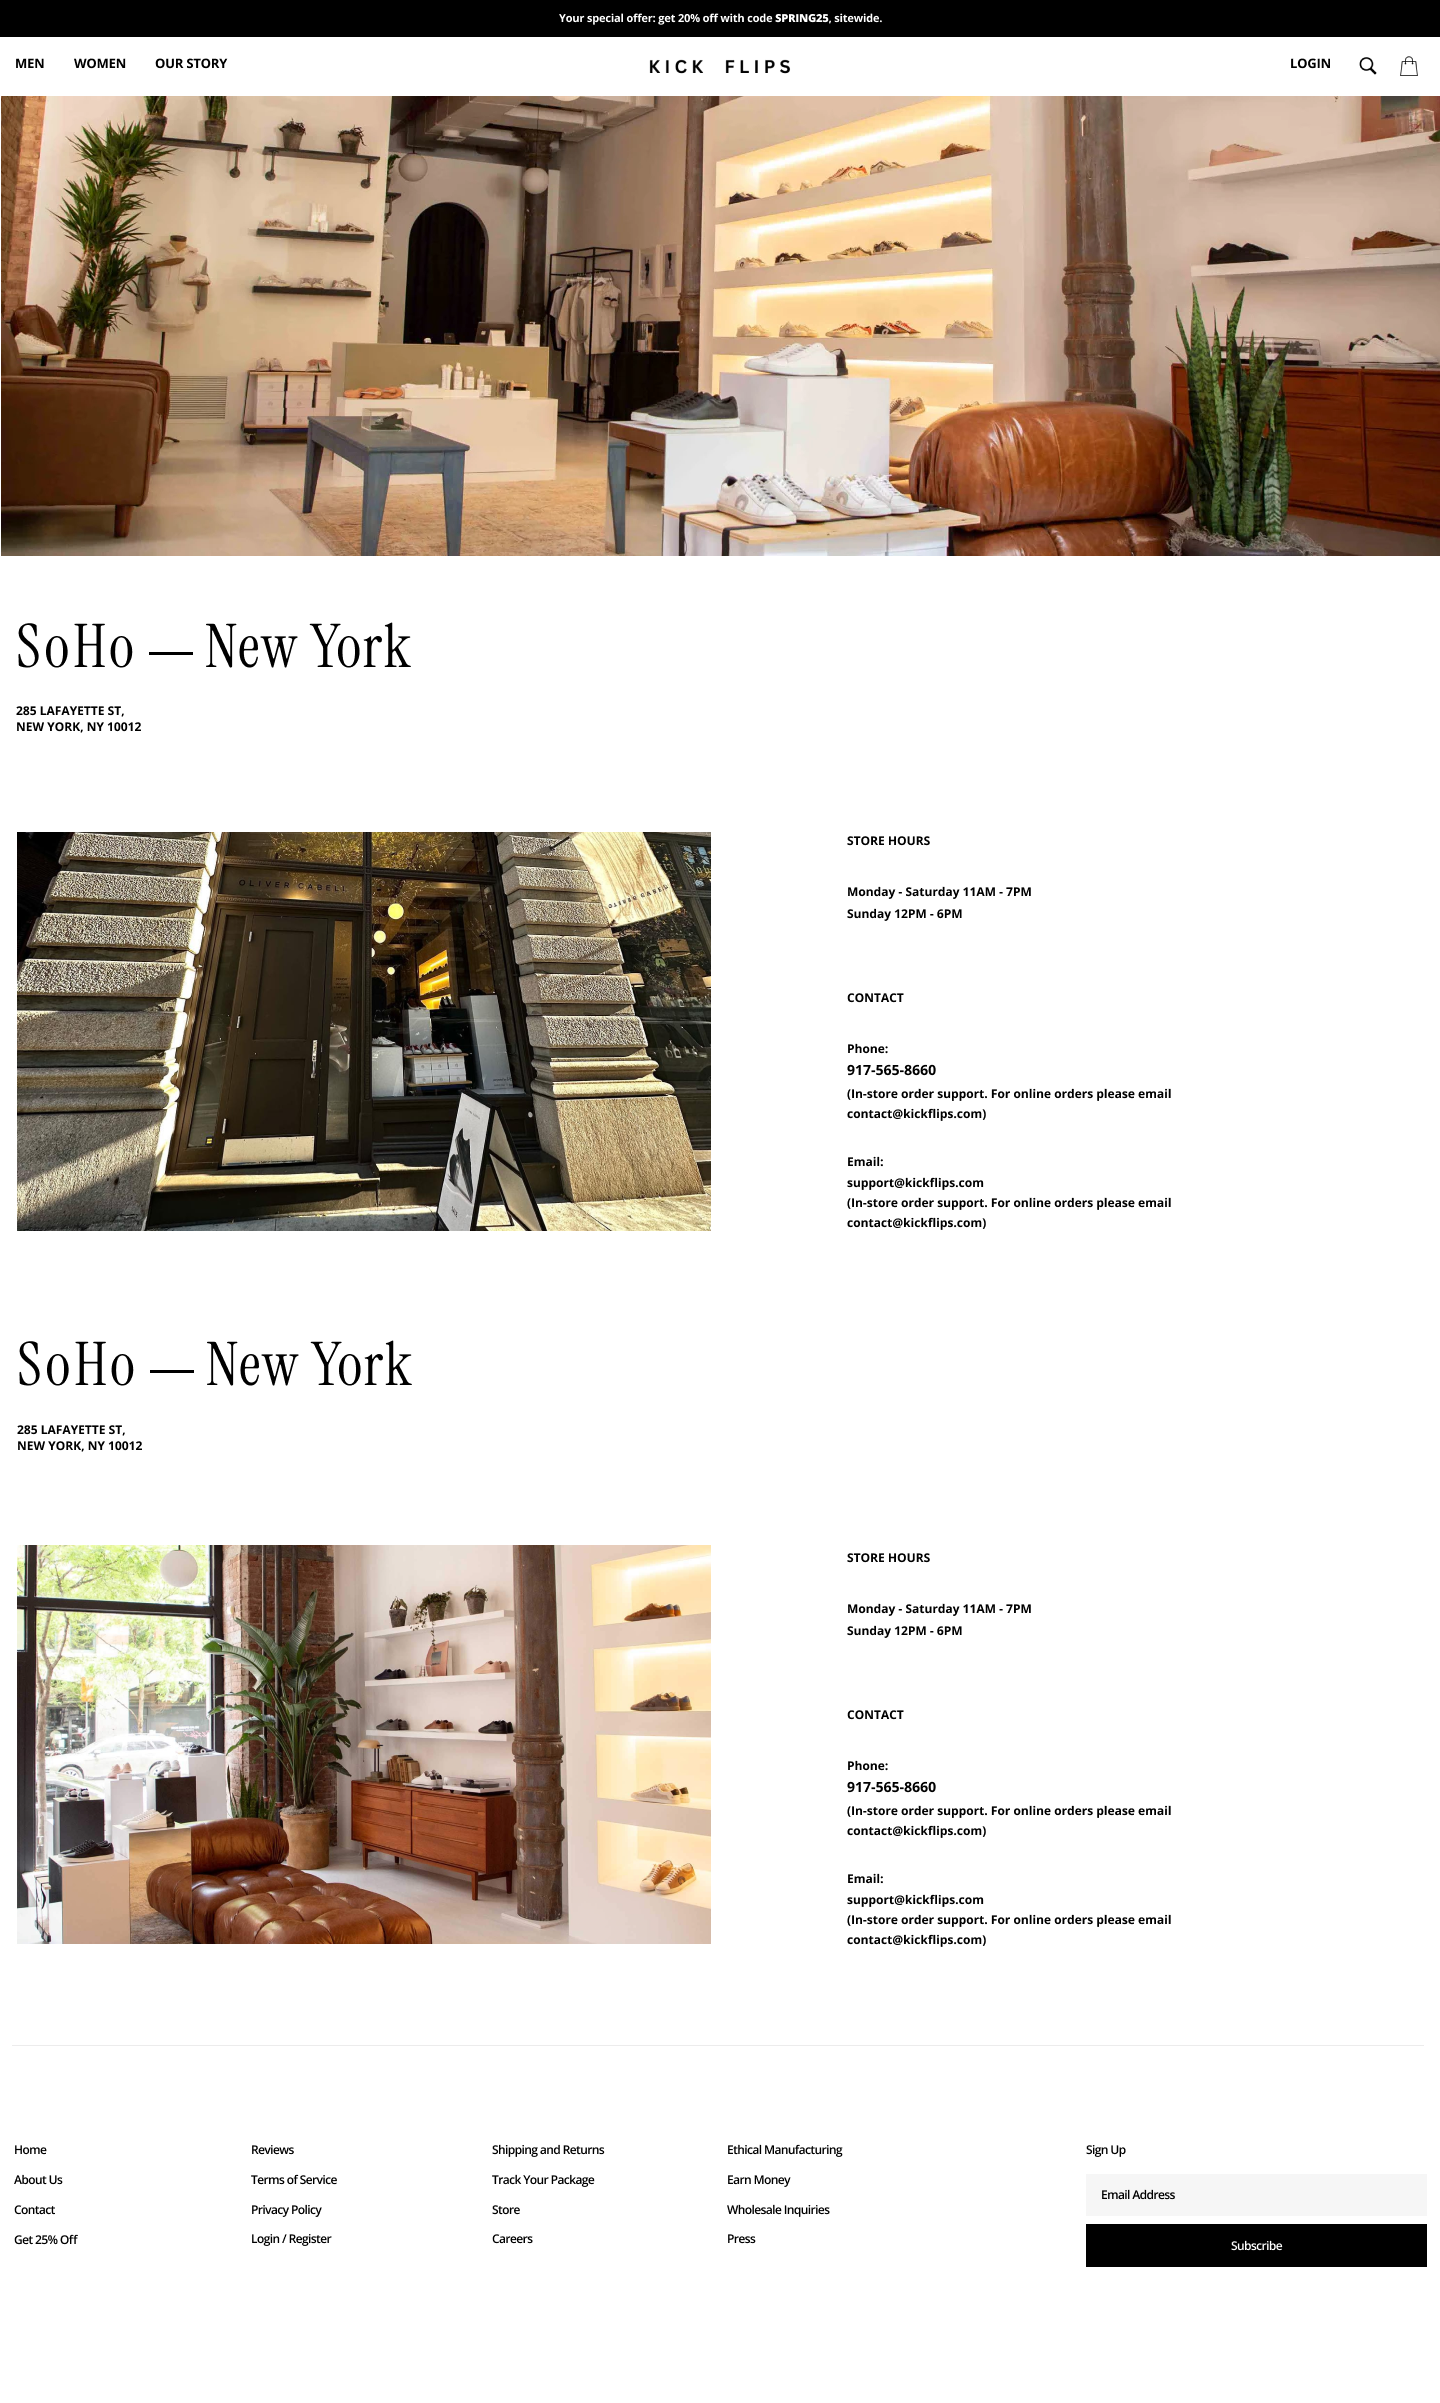 Your special offer: get 20% off with code SPRING25, sitewide.
MEN WOMEN OUR STORY KICK FLIPS LOGIN
SoHo — New York
285 LAFAYETTE ST,
NEW YORK, NY 10012
OLIVER CABELL
OLIVER CABEL
STORE HOURS
Monday - Saturday 11AM - 7PM
Sunday 12PM - 6PM
CONTACT
Phone:
917-565-8660
(In-store order support. For online orders please email
contact@kickflips.com)
Email:
support@kickflips.com
(In-store order support. For online orders please email
contact@kickflips.com)
SoHo — New York
285 LAFAYETTE ST,
NEW YORK, NY 10012
STORE HOURS
Monday - Saturday 11AM - 7PM
Sunday 12PM - 6PM
CONTACT
Phone:
917-565-8660
(In-store order support. For online orders please email
contact@kickflips.com)
Email:
support@kickflips.com
(In-store order support. For online orders please email
contact@kickflips.com)
Home
About Us
Contact
Get 25% Off
Reviews
Terms of Service
Privacy Policy
Login / Register
Shipping and Returns
Track Your Package
Store
Careers
Ethical Manufacturing
Earn Money
Wholesale Inquiries
Press
Sign Up
Email Address
Subscribe